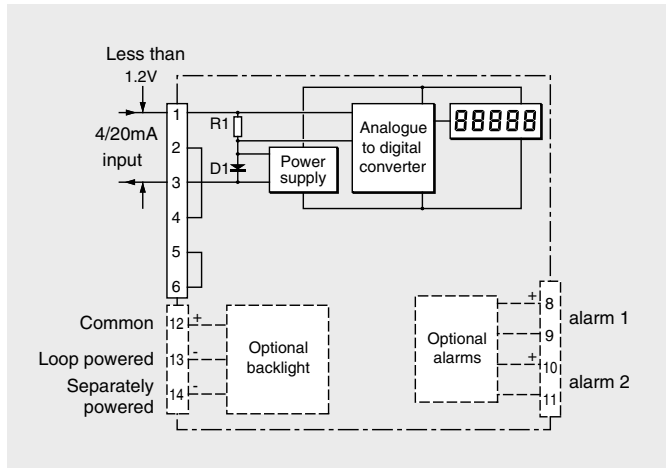 Less than
1.2V
4/20mA
input
1
2
3
4
5
6
R1
D1
Power
supply
Analogue
to digital
converter
88888
Common
Loop powered
Separately
powered
12 +
13 -
14 -
Optional
backlight
Optional
alarms
+ 8
9
+ 10
11
alarm 1
alarm 2